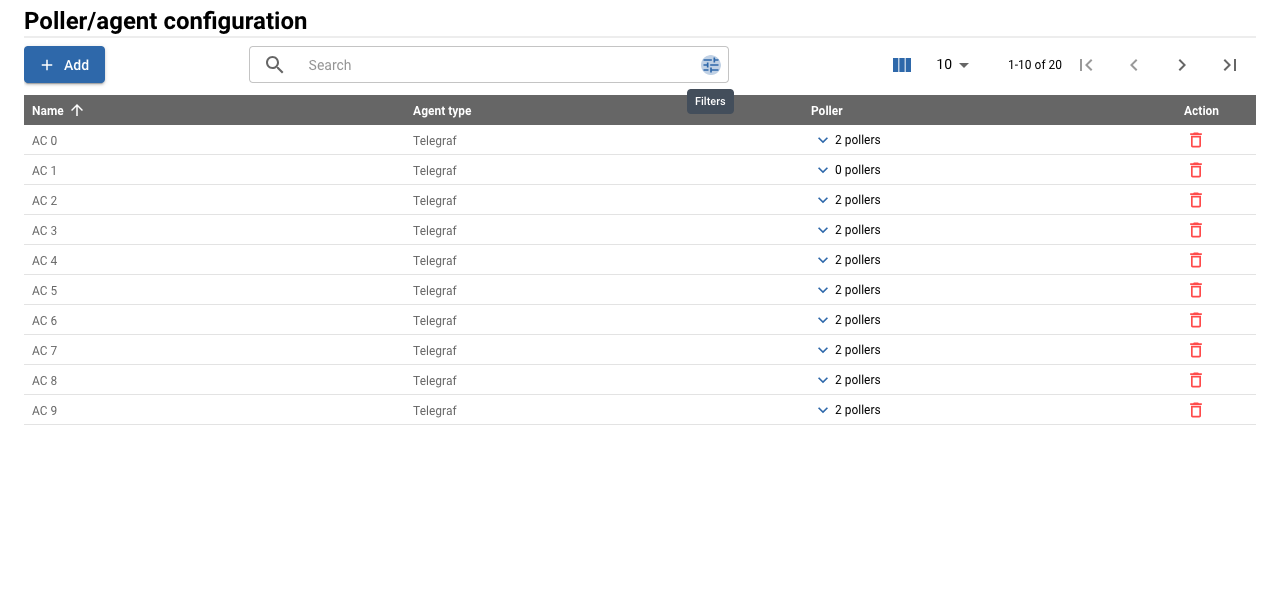 Poller/agent configuration
Add
Search
10
1-10 of 20
Filters
Name Agent type Poller Action
AC 0 Telegraf 2 pollers
AC 1 Telegraf 0 pollers
AC 2 Telegraf 2 pollers
AC 3 Telegraf 2 pollers
AC 4 Telegraf 2 pollers
AC 5 Telegraf 2 pollers
AC 6 Telegraf 2 pollers
AC 7 Telegraf 2 pollers
AC 8 Telegraf 2 pollers
AC 9 Telegraf 2 pollers